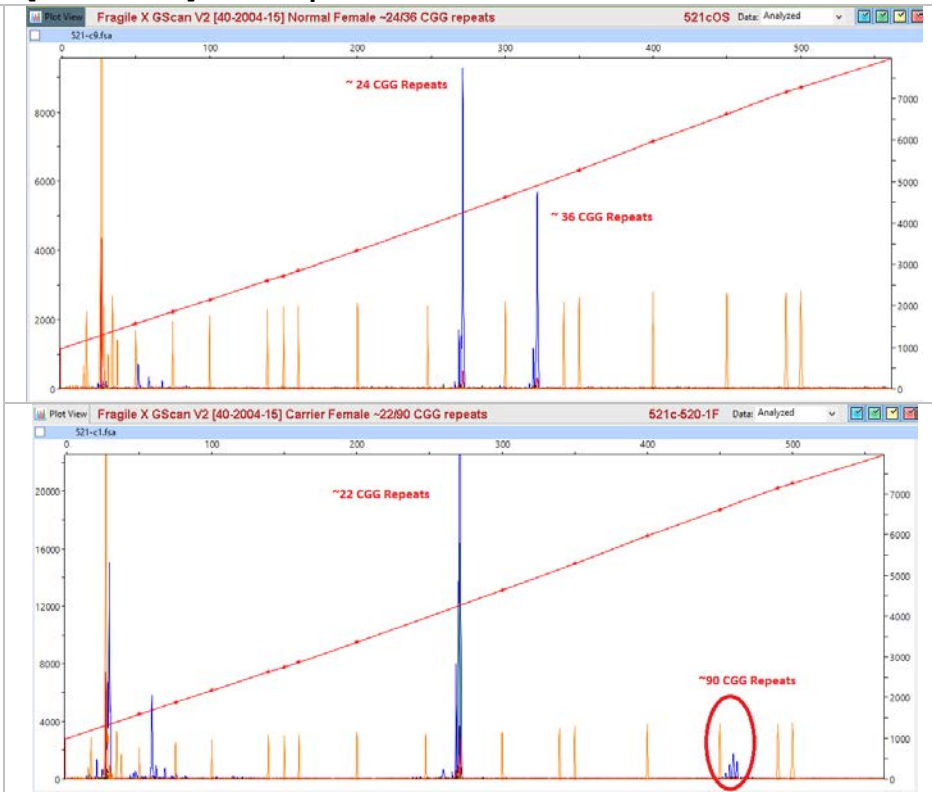 Plot View Fragile X GScan V2 [40-2004-15] Normal Female ~24/36 CGG repeats 521cOS Data: Analyzed
521-c9.fsa
0 100 200 300 400 500
~ 24 CGG Repeats
8000
7000
6000
6000
~ 36 CGG Repeats
5000
4000
4000
3000
2000
2000
1000
0
0
Plot View Fragile X GScan V2 [40-2004-15] Carrier Female ~22/90 CGG repeats 521c-520-1F Data: Analyzed
521-c1.fsa
0 100 200 300 400 500
~22 CGG Repeats
20000
7000
16000
6000
5000
12000
4000
8000
3000
~90 CGG Repeats
2000
4000
1000
0
0